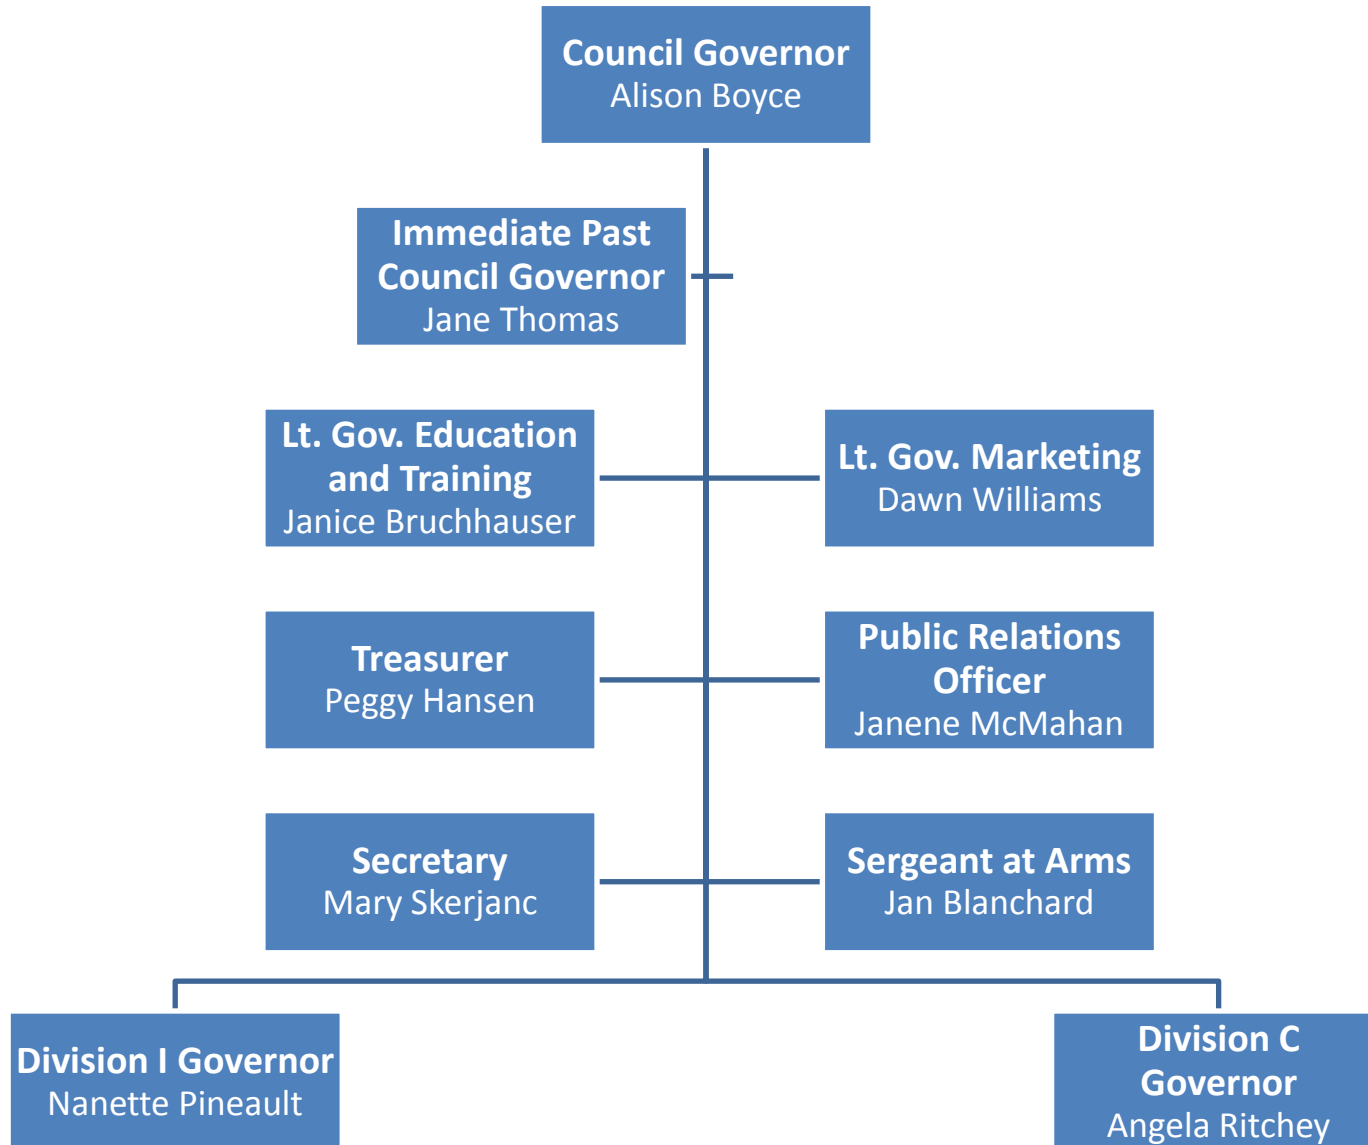 Council Governor
Alison Boyce
Immediate Past
Council Governor
Jane Thomas
Lt. Gov. Education
and Training
Janice Bruchhauser
Lt. Gov. Marketing
Dawn Williams
Treasurer
Peggy Hansen
Public Relations
Officer
Janene McMahan
Secretary
Mary Skerjanc
Sergeant at Arms
Jan Blanchard
Division I Governor
Nanette Pineault
Division C
Governor
Angela Ritchey